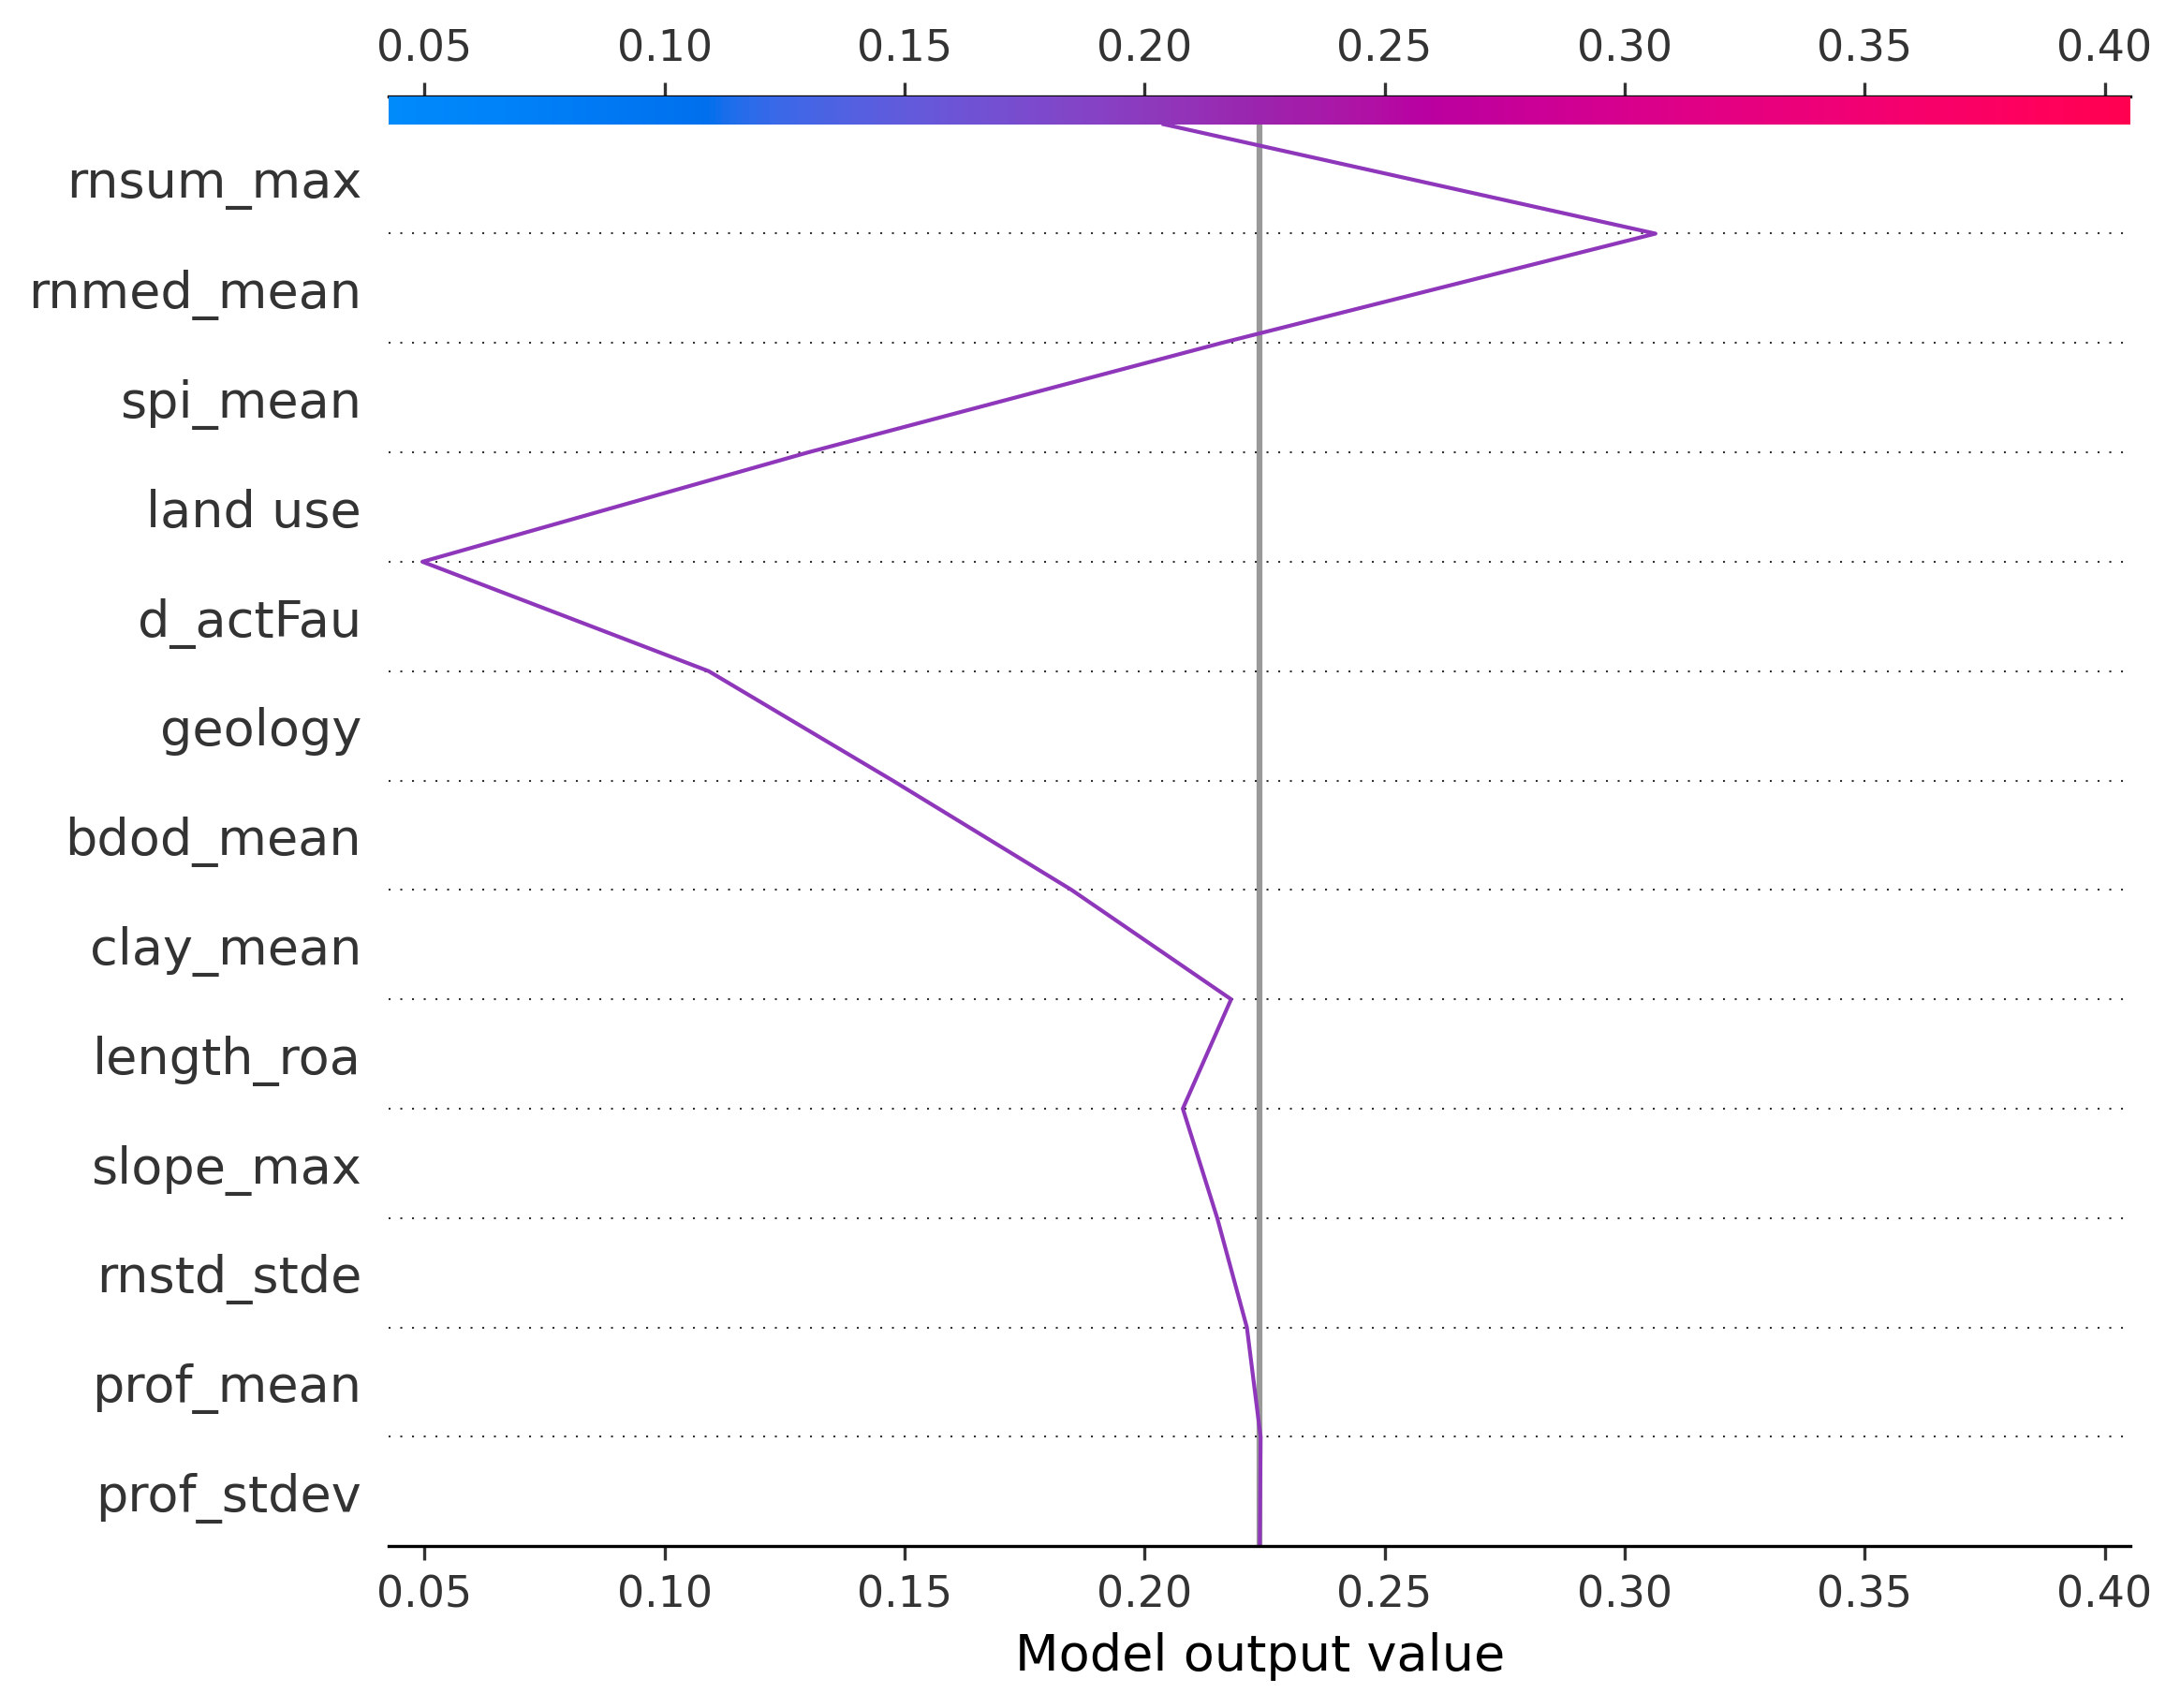 0.05 0.10 0.15 0.20 0.25 0.30 0.35 0.40
rnsum_max
rnmed_mean
spi_mean
land use
d_actFau
geology
bdod_mean
clay_mean
length_roa
slope_max
rnstd_stde
prof_mean
prof_stdev
0.05 0.10 0.15 0.20 0.25 0.30 0.35 0.40
Model output value